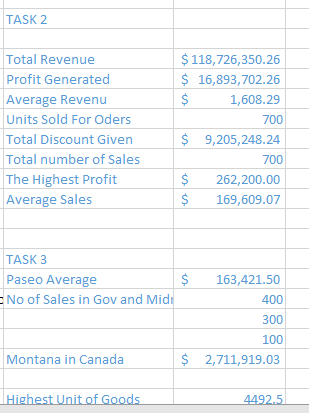 TASK 2
Total Revenue $ 118,726,350.26
Profit Generated $ 16,893,702.26
Average Revenu $ 1,608.29
Units Sold For Oders 700
Total Discount Given $ 9,205,248.24
Total number of Sales 700
The Highest Profit $ 262,200.00
Average Sales $ 169,609.07
TASK 3
Paseo Average $ 163,421.50
No of Sales in Gov and Midr 400
300
100
Montana in Canada $ 2,711,919.03
Highest Unit of Goods 4492.5